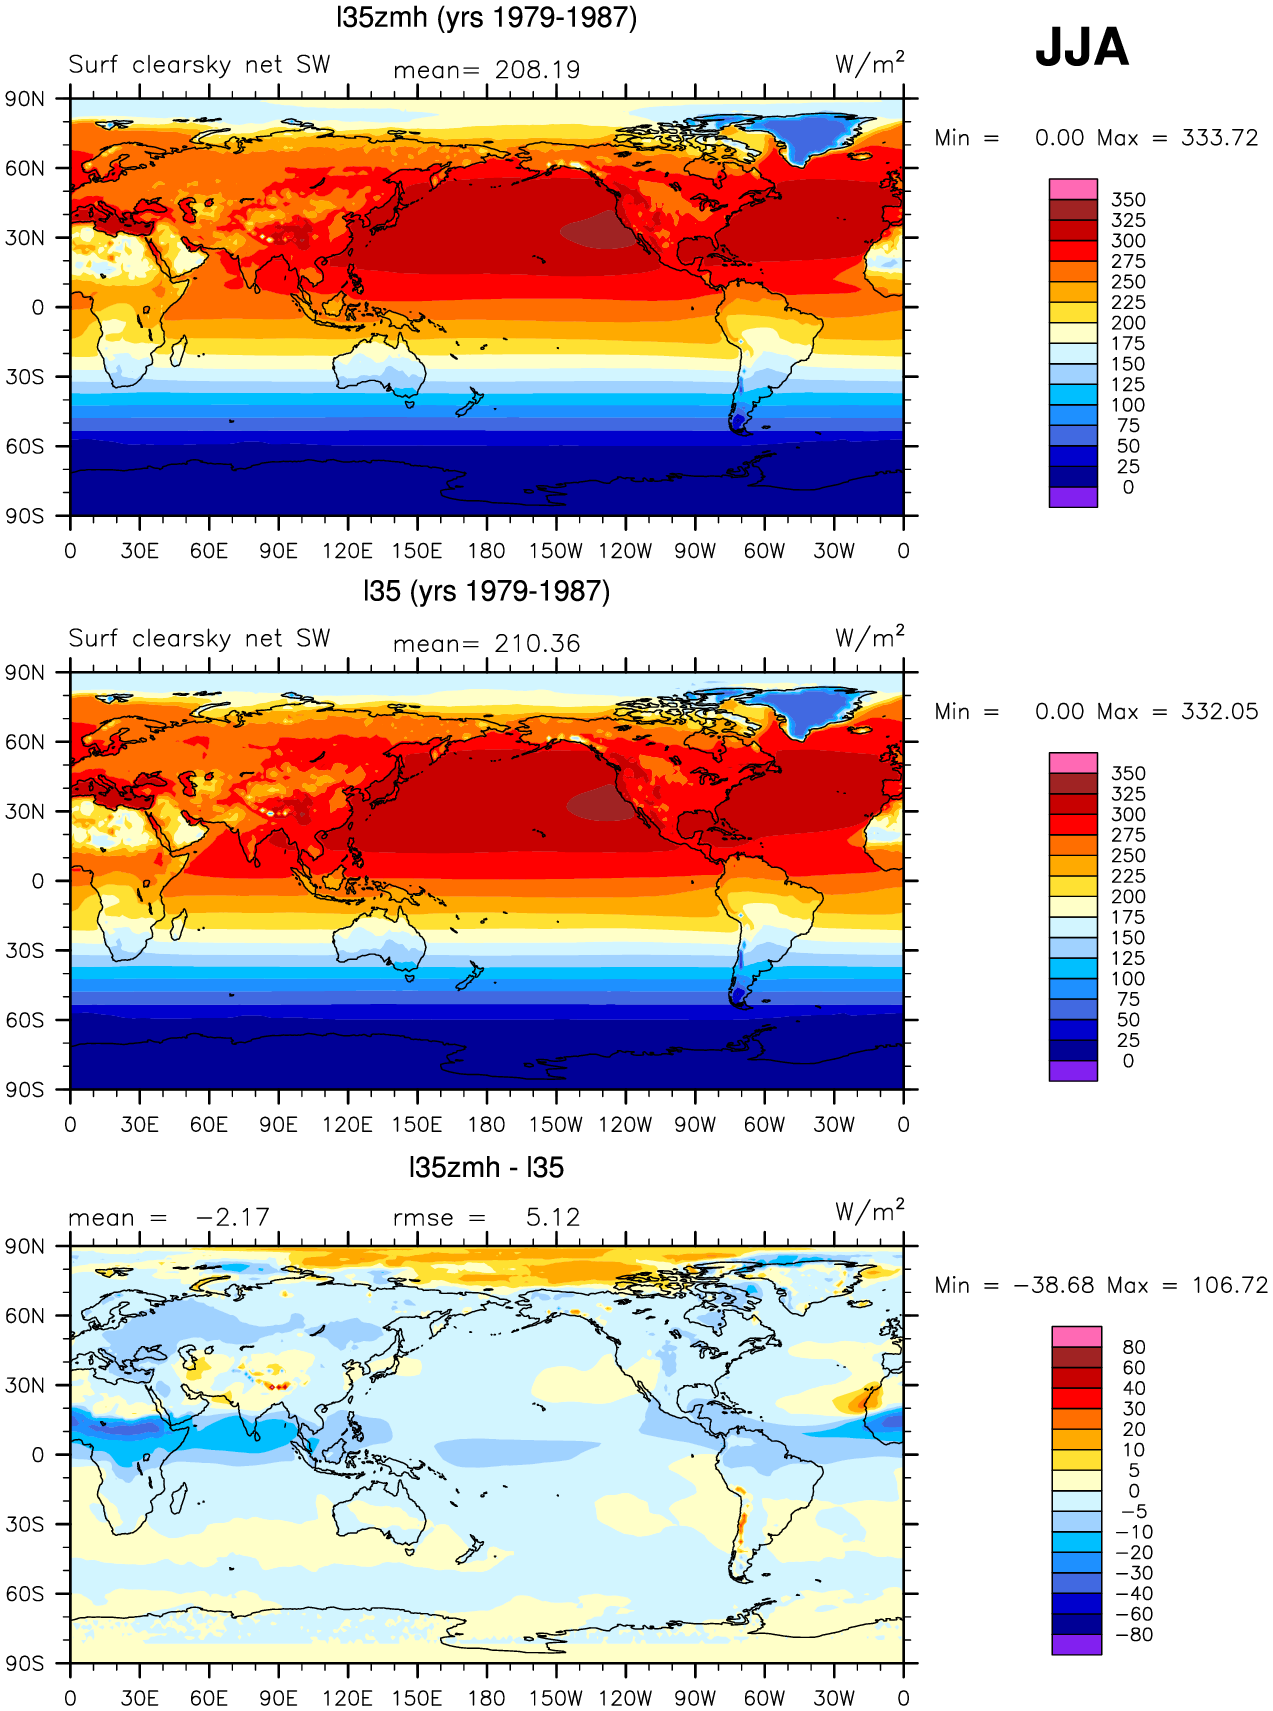 l35zmh (yrs 1979-1987)
JJA
Surf clearsky net SW mean= 208.19 W/m²
Min = 0.00 Max = 333.72
90N
60N
30N
0
30S
60S
90S
0 30E 60E 90E 120E 150E 180 150W 120W 90W 60W 30W 0
350
325
300
275
250
225
200
175
150
125
100
75
50
25
0
l35 (yrs 1979-1987)
Surf clearsky net SW mean= 210.36 W/m²
Min = 0.00 Max = 332.05
90N
60N
30N
0
30S
60S
90S
0 30E 60E 90E 120E 150E 180 150W 120W 90W 60W 30W 0
350
325
300
275
250
225
200
175
150
125
100
75
50
25
0
l35zmh - l35
mean = −2.17 rmse = 5.12 W/m²
Min = −38.68 Max = 106.72
90N
60N
30N
0
30S
60S
90S
0 30E 60E 90E 120E 150E 180 150W 120W 90W 60W 30W 0
80
60
40
30
20
10
5
0
−5
−10
−20
−30
−40
−60
−80